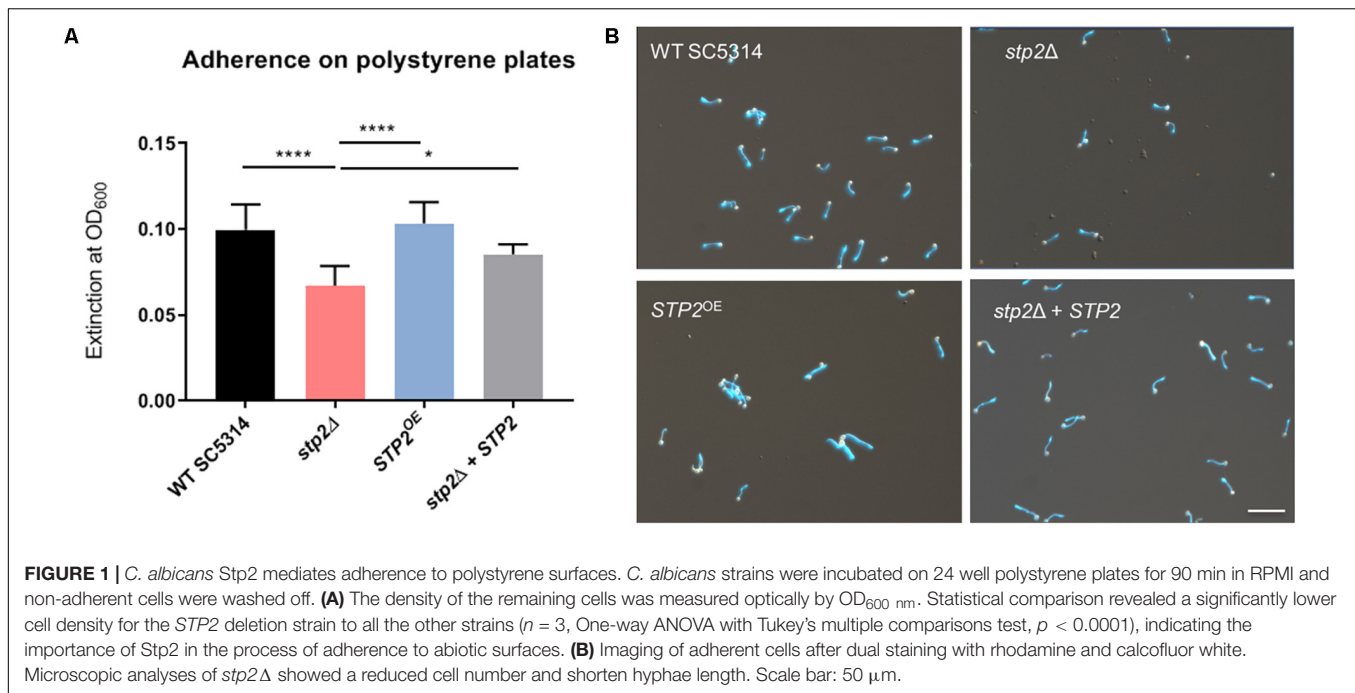 A
Adherence on polystyrene plates
Extinction at OD600
0.15
0.10
0.05
0.00
****
****
*
WT SC5314
stp2Δ
STP2OE
stp2Δ + STP2
B
WT SC5314
stp2Δ
STP2OE
stp2Δ + STP2
FIGURE 1 | C. albicans Stp2 mediates adherence to polystyrene surfaces. C. albicans strains were incubated on 24 well polystyrene plates for 90 min in RPMI and
non-adherent cells were washed off. (A) The density of the remaining cells was measured optically by OD600 nm. Statistical comparison revealed a significantly lower
cell density for the STP2 deletion strain to all the other strains (n = 3, One-way ANOVA with Tukey's multiple comparisons test, p < 0.0001), indicating the
importance of Stp2 in the process of adherence to abiotic surfaces. (B) Imaging of adherent cells after dual staining with rhodamine and calcofluor white.
Microscopic analyses of stp2Δ showed a reduced cell number and shorten hyphae length. Scale bar: 50 μm.